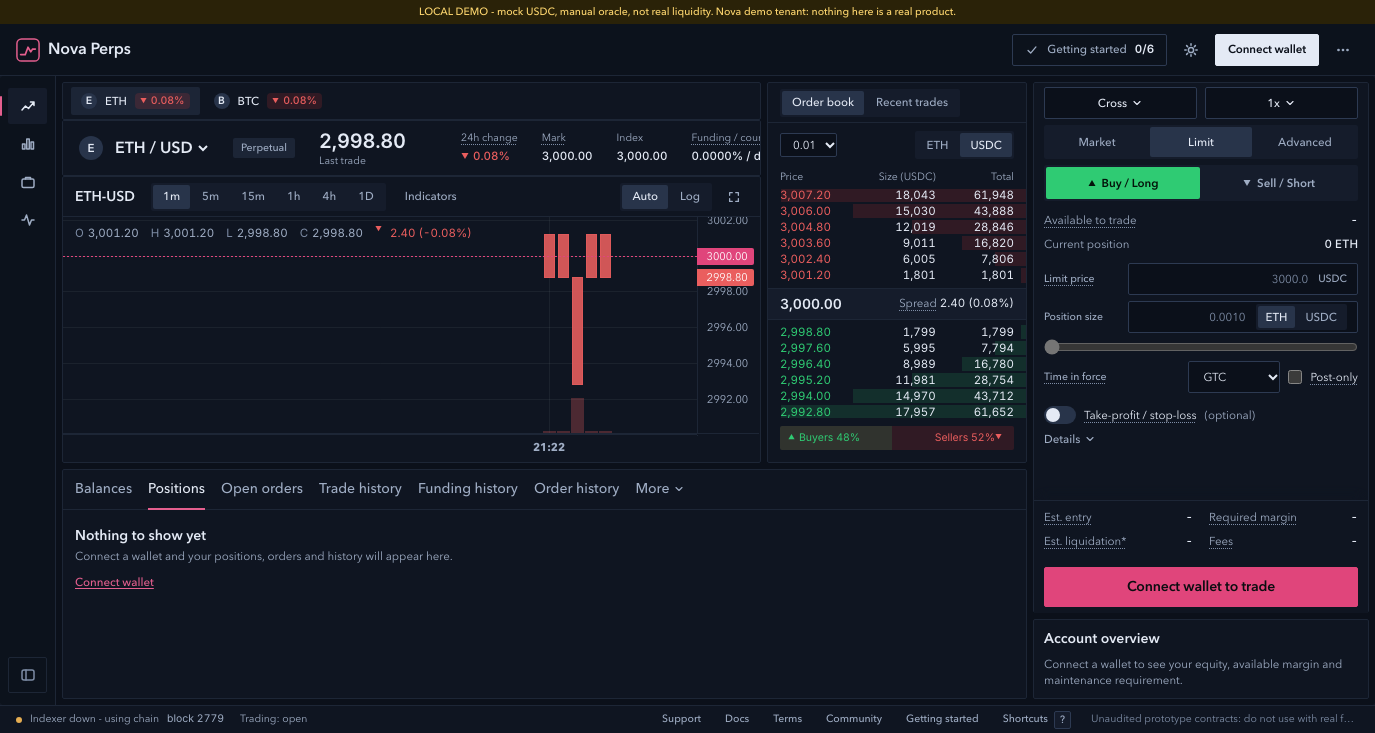 LOCAL DEMO - mock USDC, manual oracle, not real liquidity. Nova demo tenant: nothing here is a real product.
Nova Perps
Getting started 0/6
Connect wallet
E ETH ▼ 0.08%
B BTC ▼ 0.08%
E ETH / USD
Perpetual
2,998.80
Last trade
24h change
▼ 0.08%
Mark
3,000.00
Index
3,000.00
Funding / cou
0.0000% / d
ETH-USD
1m 5m 15m 1h 4h 1D Indicators Auto Log
O 3,001.20 H 3,001.20 L 2,998.80 C 2,998.80 ▼ 2.40 (-0.08%)
3002.00
3000.00
2998.80
2998.00
2996.00
2994.00
2992.00
21:22
Order book Recent trades
0.01 ETH USDC
Price Size (USDC) Total
3,007.20 18,043 61,948
3,006.00 15,030 43,888
3,004.80 12,019 28,846
3,003.60 9,011 16,820
3,002.40 6,005 7,806
3,001.20 1,801 1,801
3,000.00 Spread 2.40 (0.08%)
2,998.80 1,799 1,799
2,997.60 5,995 7,794
2,996.40 8,989 16,780
2,995.20 11,981 28,754
2,994.00 14,970 43,712
2,992.80 17,957 61,652
▲ Buyers 48% Sellers 52% ▼
Cross 1x
Market Limit Advanced
▲ Buy / Long ▼ Sell / Short
Available to trade -
Current position 0 ETH
Limit price 3000.0 USDC
Position size 0.0010 ETH USDC
Time in force GTC Post-only
Take-profit / stop-loss (optional)
Details
Est. entry - Required margin -
Est. liquidation* - Fees -
Connect wallet to trade
Account overview
Connect a wallet to see your equity, available margin and
maintenance requirement.
Balances Positions Open orders Trade history Funding history Order history More
Nothing to show yet
Connect a wallet and your positions, orders and history will appear here.
Connect wallet
Indexer down - using chain block 2779 Trading: open
Support Docs Terms Community Getting started Shortcuts ? Unaudited prototype contracts: do not use with real f…